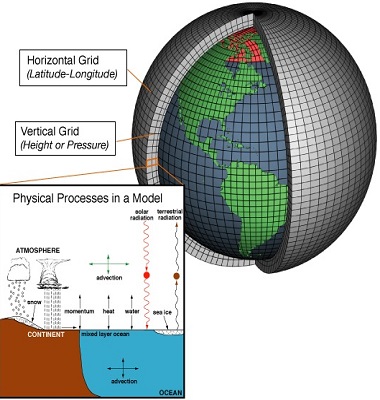 Horizontal Grid
(Latitude-Longitude)
Vertical Grid
(Height or Pressure)
Physical Processes in a Model
solar
radiation
terrestrial
radiation
ATMOSPHERE
advection
snow
momentum
heat
water
sea ice
CONTINENT
mixed layer ocean
advection
OCEAN